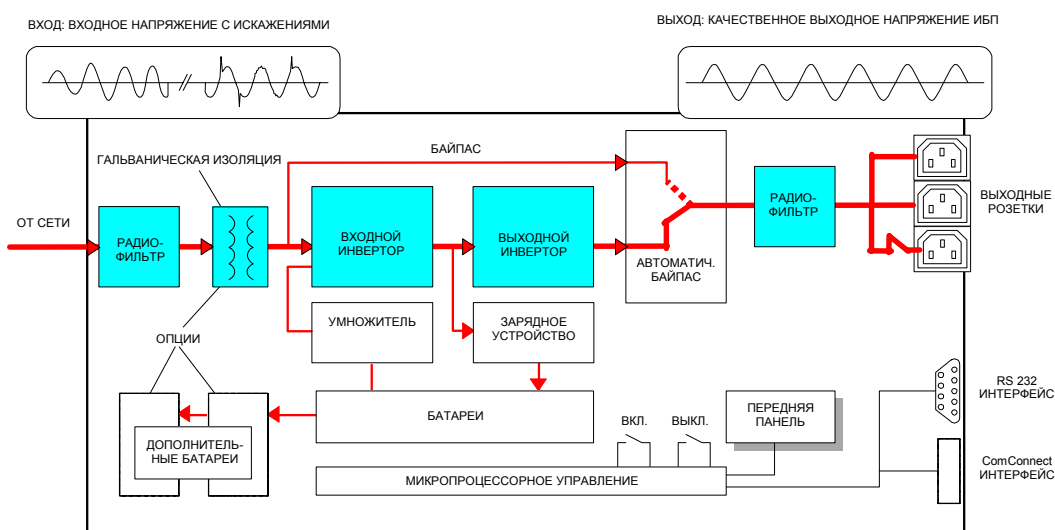 ВХОД: ВХОДНОЕ НАПРЯЖЕНИЕ С ИСКАЖЕНИЯМИ
ВЫХОД: КАЧЕСТВЕННОЕ ВЫХОДНОЕ НАПРЯЖЕНИЕ ИБП
ГАЛЬВАНИЧЕСКАЯ ИЗОЛЯЦИЯ
БАЙПАС
ОТ СЕТИ
РАДИО-
ФИЛЬТР
ВХОДНОЙ
ИНВЕРТОР
ВЫХОДНОЙ
ИНВЕРТОР
АВТОМАТИЧ.
БАЙПАС
РАДИО-
ФИЛЬТР
ВЫХОДНЫЕ
РОЗЕТКИ
УМНОЖИТЕЛЬ
ЗАРЯДНОЕ
УСТРОЙСТВО
ОПЦИИ
БАТАРЕИ
ДОПОЛНИТЕЛЬ-
НЫЕ БАТАРЕИ
ВКЛ.
ВЫКЛ.
ПЕРЕДНЯЯ
ПАНЕЛЬ
МИКРОПРОЦЕССОРНОЕ УПРАВЛЕНИЕ
RS 232
ИНТЕРФЕЙС
ComConnect
ИНТЕРФЕЙС